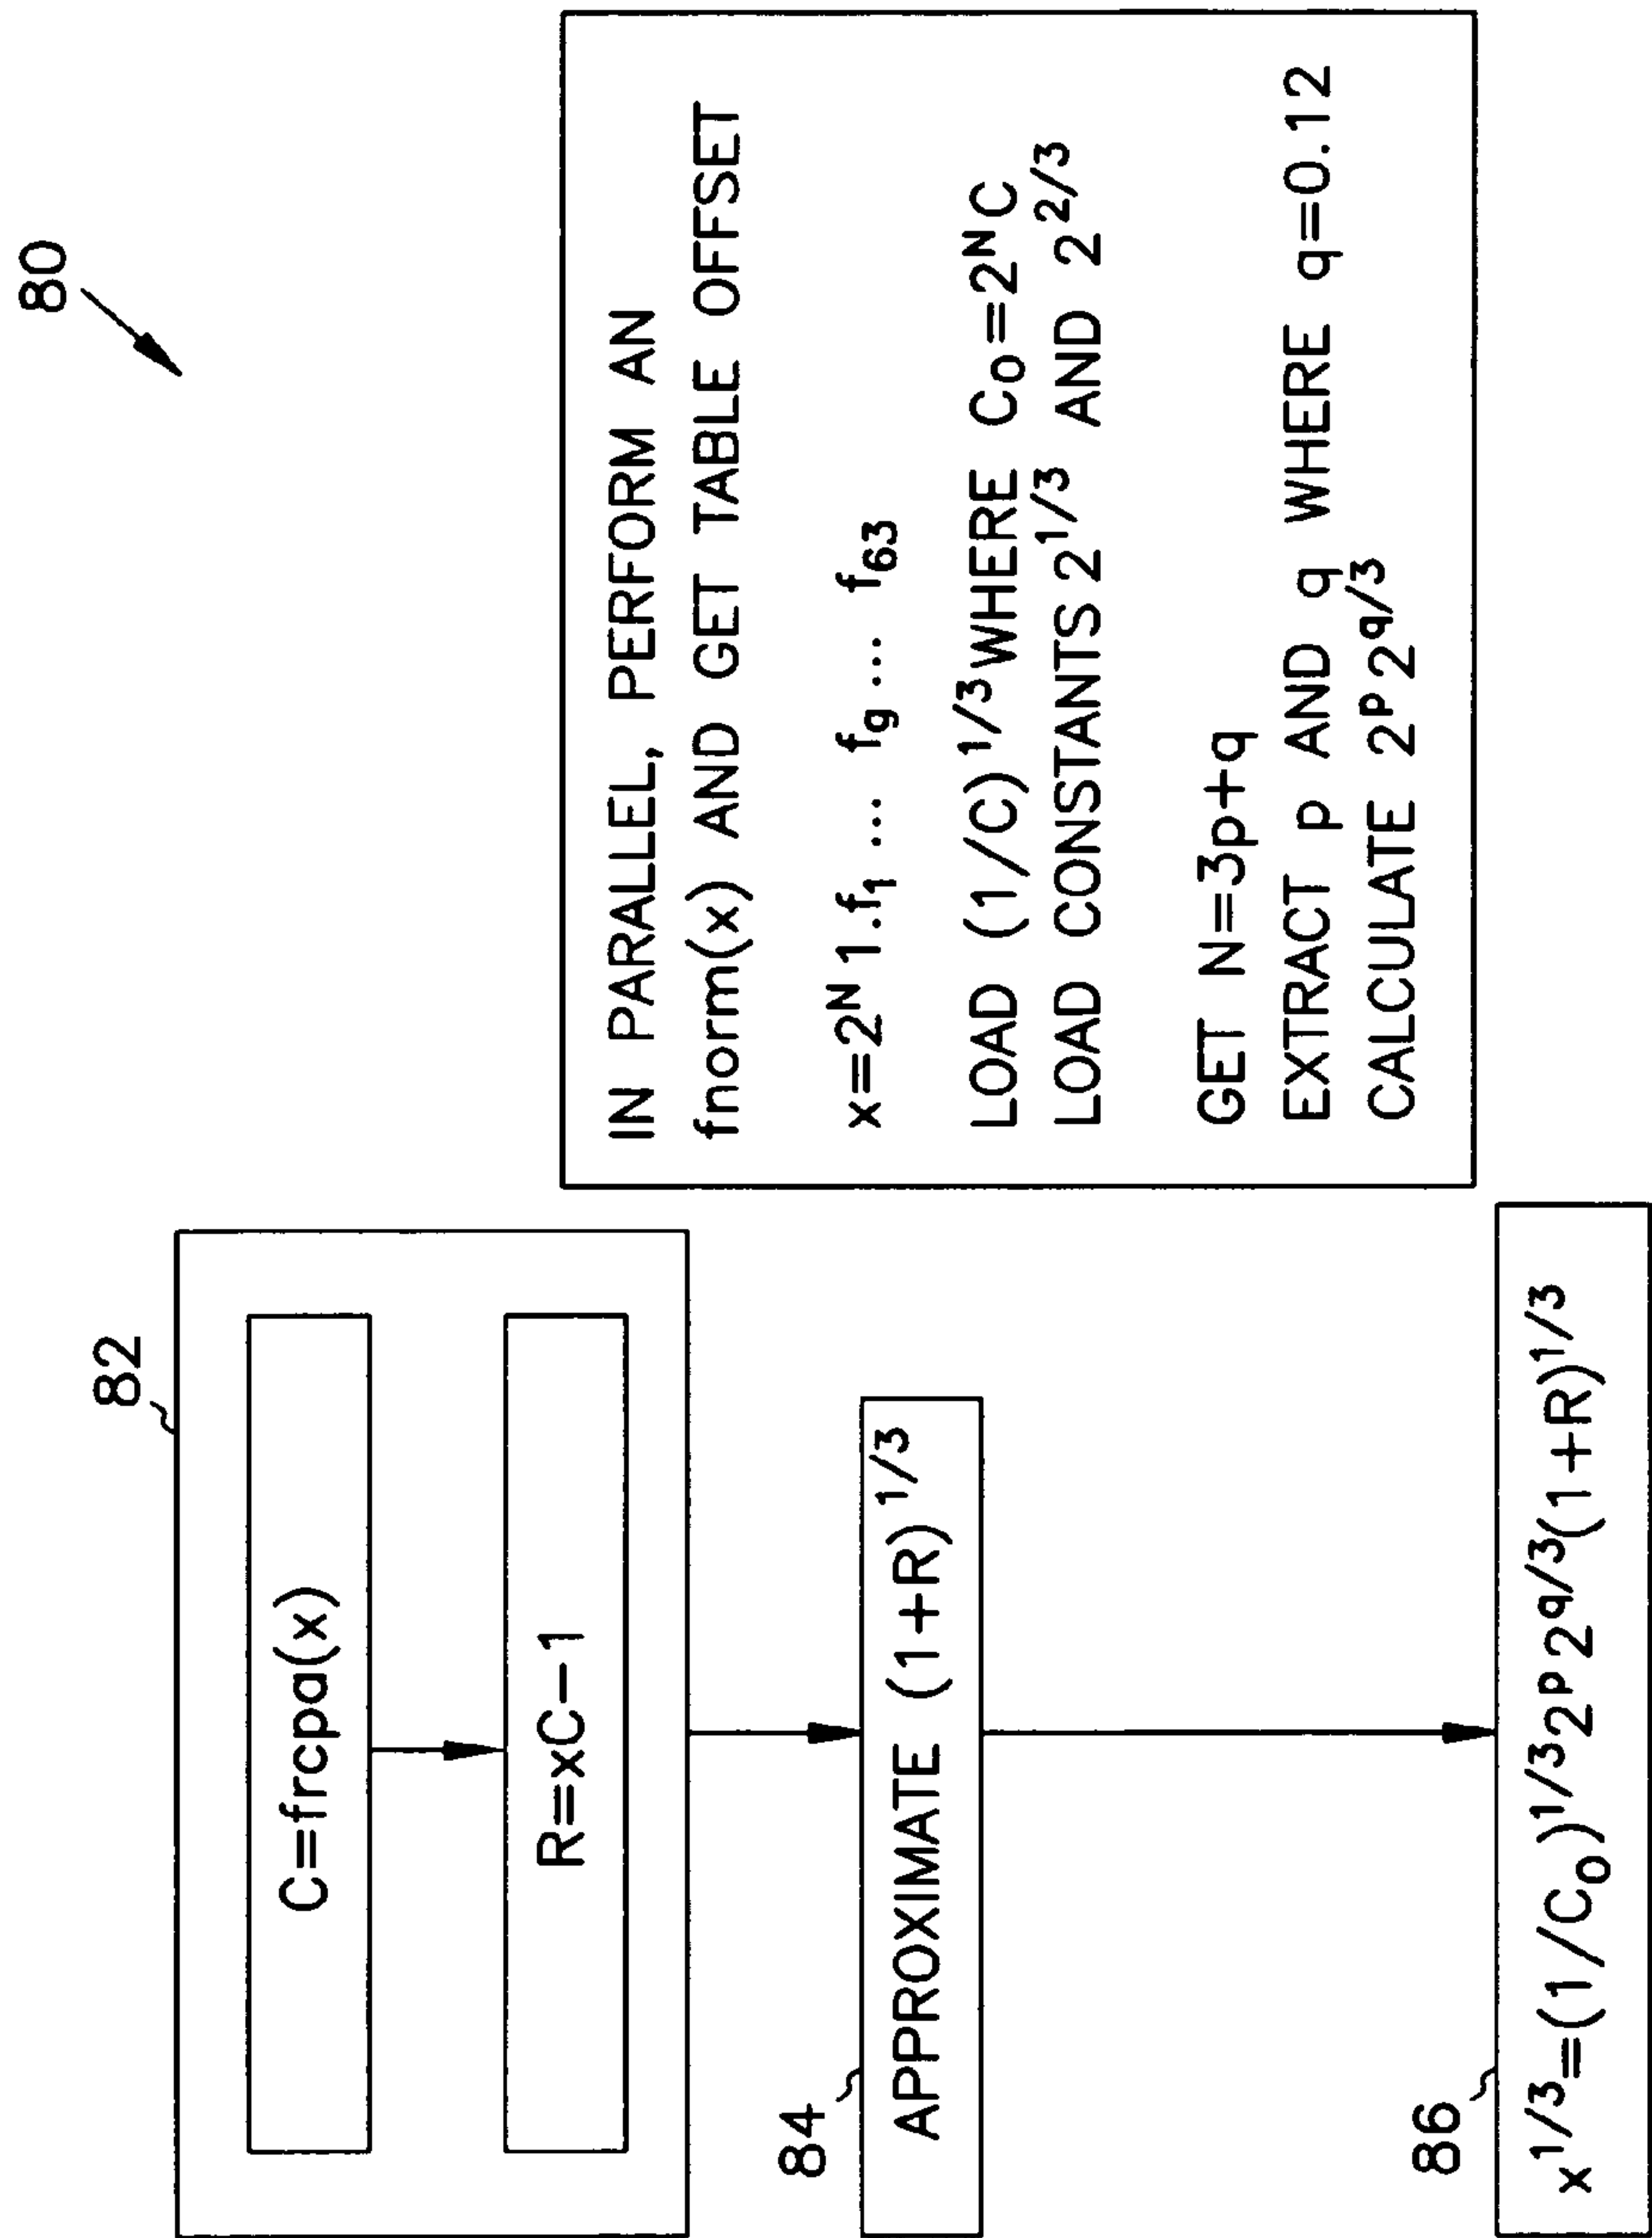 80
82
C=frcpa(x)
R=xC-1
84
APPROXIMATE (1+R)^1/3
86
x^1/3=(1/C₀)^1/3 2^P 2^q/3 (1+R)^1/3
IN PARALLEL, PERFORM AN
fnorm(x) AND GET TABLE OFFSET
x=2^N 1.f₁ ... f_g ... f₆₃
LOAD (1/C)^1/3 WHERE C₀=2^N C
LOAD CONSTANTS 2^1/3 AND 2^2/3
GET N=3p+q
EXTRACT p AND q WHERE q=0.12
CALCULATE 2^P 2^q/3